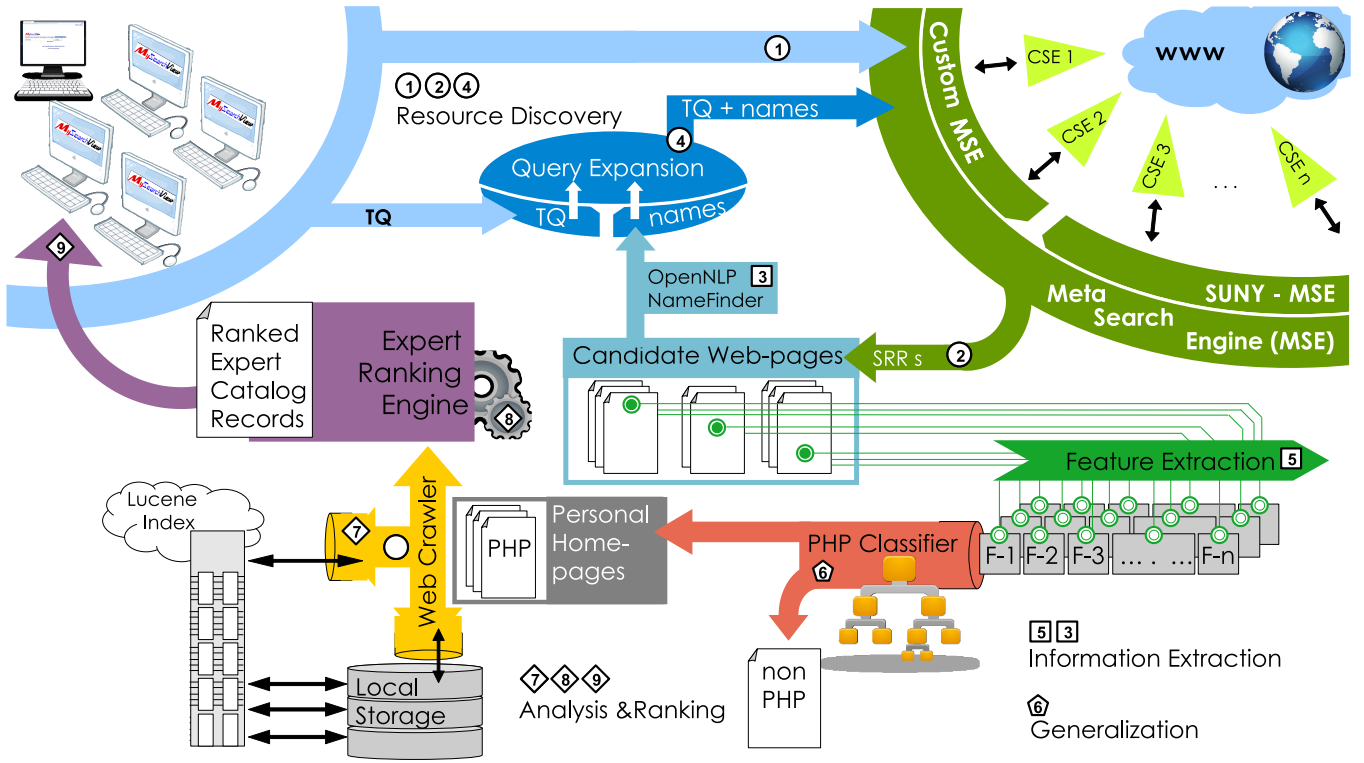 MySearchView
MySearchView
MySearchView
MySearchView
1
1 2 4
Resource Discovery
TQ + names
4
Query Expansion
TQ
names
TQ
Custom MSE
CSE 1
CSE 2
CSE 3
. . .
CSE n
www
SUNY - MSE
Meta
Search
Engine (MSE)
OpenNLP 3
NameFinder
9
Ranked
Expert
Catalog
Records
Expert
Ranking
Engine
8
Candidate Web-pages
SRR s 2
Feature Extraction 5
F-1 F-2 F-3 ... . ... F-n
Lucene
Index
7
Web Crawler
PHP
Personal
Home-
pages
PHP Classifier
6
non
PHP
Local
Storage
7 8 9
Analysis &Ranking
5 3
Information Extraction
6
Generalization